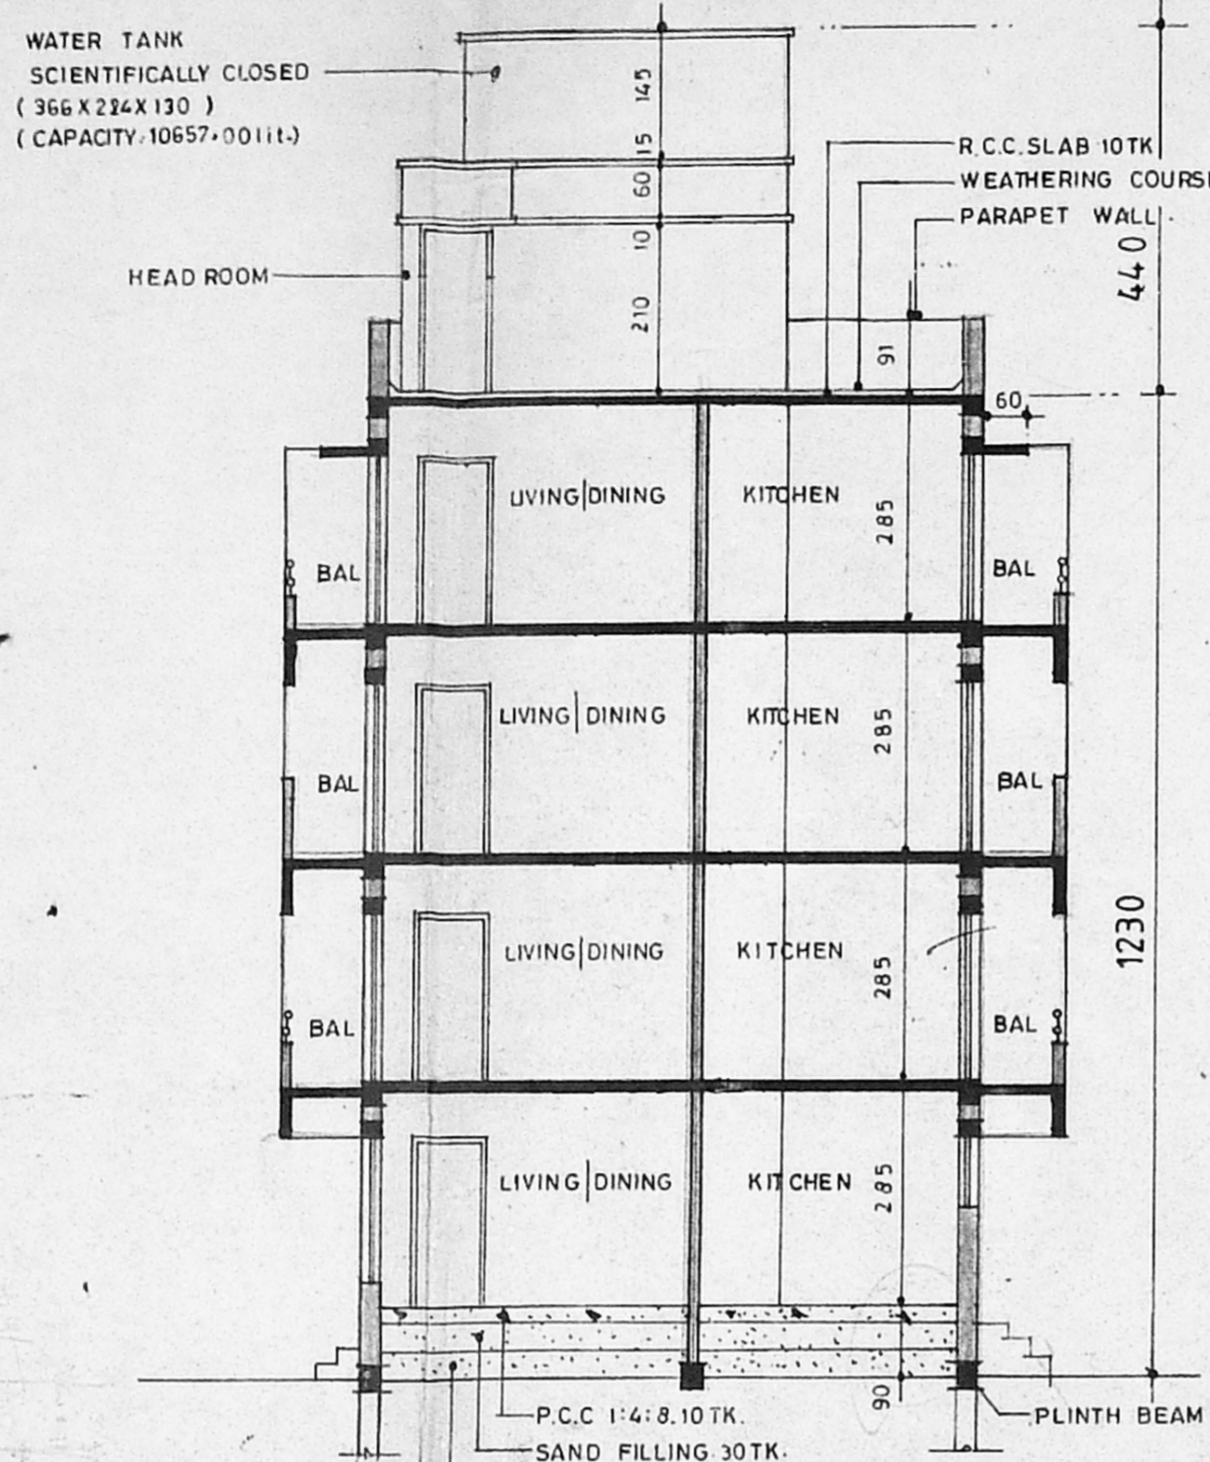 WATER TANK
SCIENTIFICALLY CLOSED
( 366 X 224 X 130 )
( CAPACITY. 10657.00 lit.)
145
15
60
10
210
HEAD ROOM
R.C.C. SLAB 10 TK
WEATHERING COURS
PARAPET WALL
440
91
60
LIVING|DINING
KITCHEN
285
BAL
BAL
LIVING|DINING
KITCHEN
285
BAL
BAL
LIVING|DINING
KITCHEN
285
1230
BAL
BAL
LIVING|DINING
KITCHEN
285
90
P.C.C 1:4:8.10 TK.
PLINTH BEAM
SAND FILLING 30 TK.